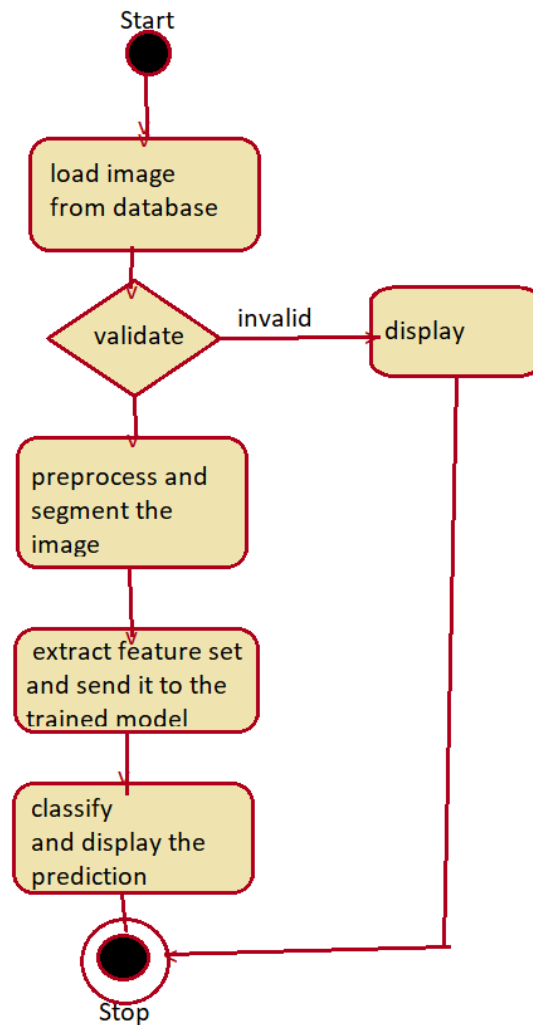 Start
load image
from database
validate
invalid
display
preprocess and
segment the
image
extract feature set
and send it to the
trained model
classify
and display the
prediction
Stop